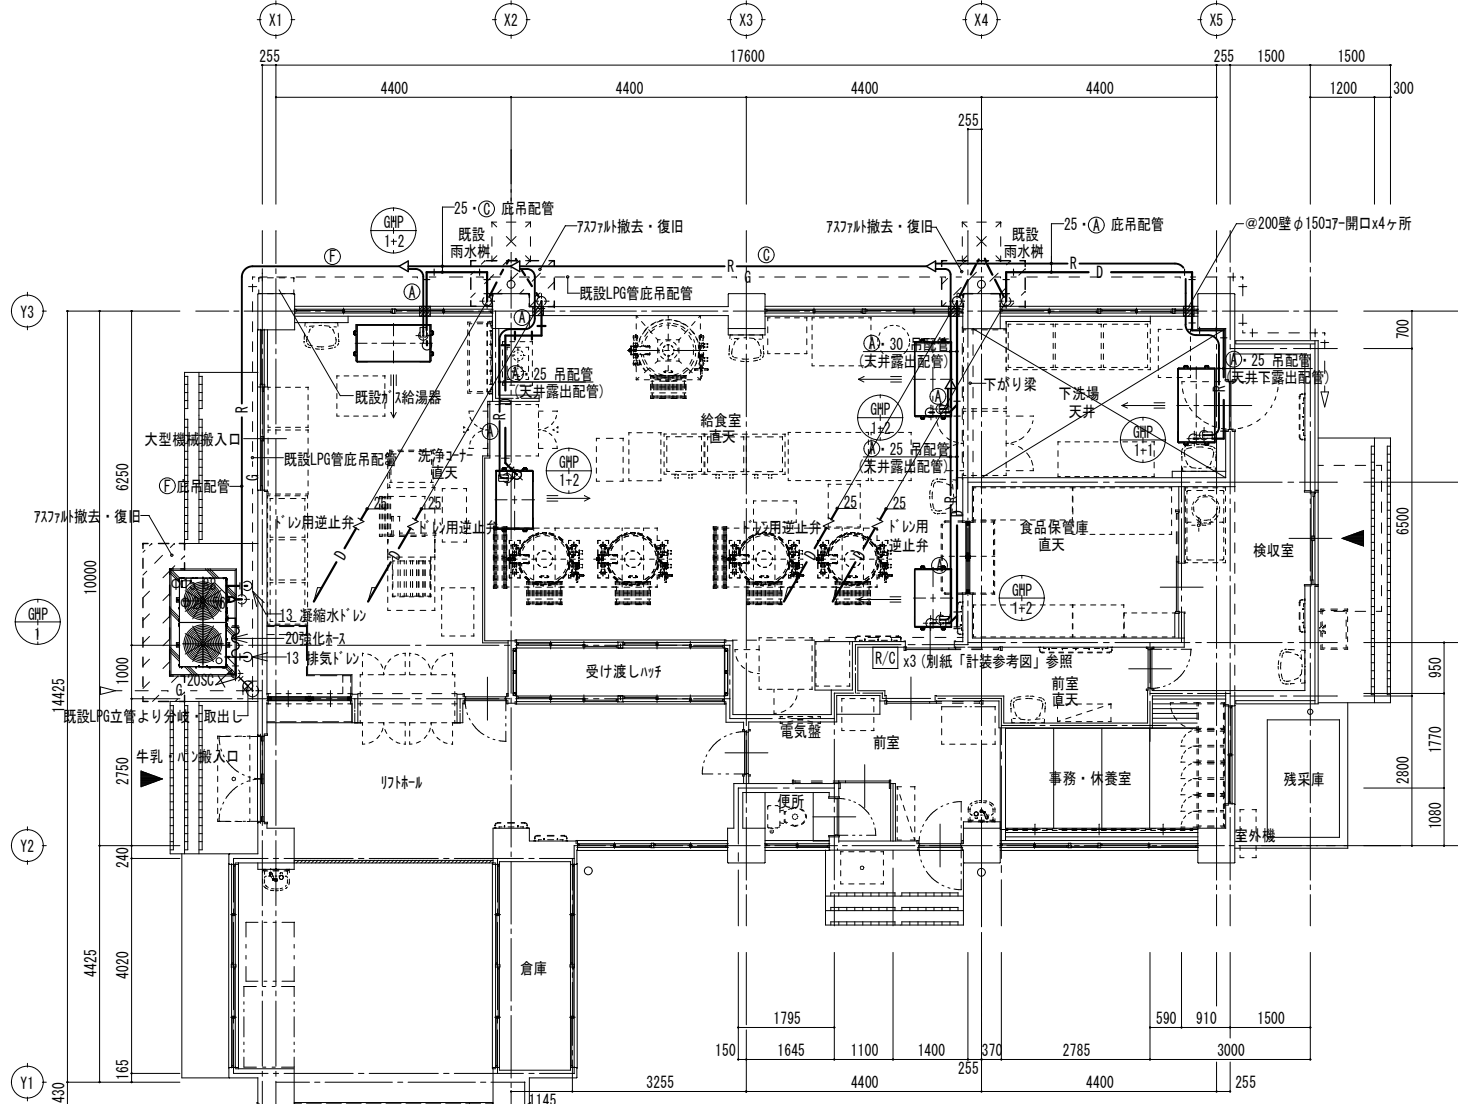 X1 X2 X3 X4 X5
255 17600 255 1500 1500
4400 4400 4400 4400 1200 300
255
GHP
1+2
25・Ⓒ 庇吊配管
アスファルト撤去・復旧
既設
雨水桝
アスファルト撤去・復旧
既設
雨水桝
25・Ⓐ 庇吊配管
@200壁φ150コアー開口x4ヶ所
Ⓕ
R Ⓒ
G
R
D
Ⓐ
既設LPG管庇吊配管
Y3
Ⓐ
Ⓐ・30 吊配管
(天井露出配管)
Ⓐ・25 吊配管
(天井下露出配管)
Ⓐ・25 吊配管
(天井露出配管)
700
R
既設ガス給湯器
下がり梁
下洗場
天井
Ⓐ
GHP
1+2
給食室
直天
GHP
1+1
大型機械搬入口
Ⓐ
洗浄コーナー
直天
既設LPG管庇吊配管
Ⓐ・25 吊配管
(天井露出配管)
GHP
1+2
6250
G
Ⓕ庇吊配管
R
D
25 25 25 25
アスファルト撤去・復旧
ドレン用逆止弁
ドレン用逆止弁
ドレン用逆止弁
ドレン用
逆止弁
食品保管庫
直天
検収室
6500
D D D D
10000
Ⓐ
GHP
1+2
GHP
1
13 凝縮水ドレン
20強化ホース
13 排気ドレン
20SC
G
1000
14425
受け渡しハッチ
R/C x3 (別紙「計装参考図」参照
前室
直天
950
既設LPG立管より分岐・取出し
電気盤
前室
1770
牛乳・パン搬入口
2750
リフトホール
事務・休養室
残采庫
2800
便所
1080
Y2
室外機
240
4425
4020
倉庫
1795 590 910 1500
150 1645 1100 1400 370 2785 3000
165
255
Y1
3255 4400 4400 255
430
1145